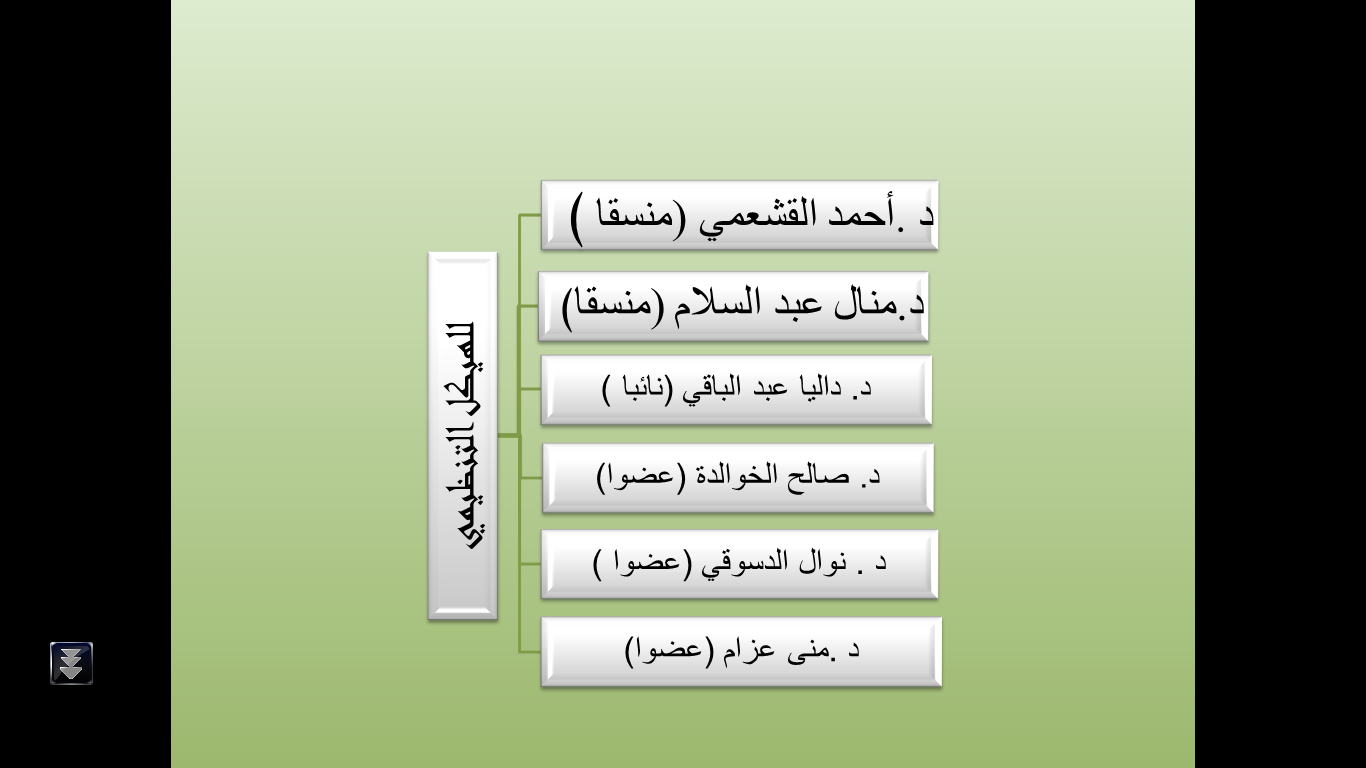 د .أحمد القشعمي (منسقا )
د.منال عبد السلام (منسقا)
د. داليا عبد الباقي (نائبا )
د. صالح الخوالدة (عضوا)
د . نوال الدسوقي (عضوا )
د .منى عزام (عضوا)
الهيكل التنظيمي